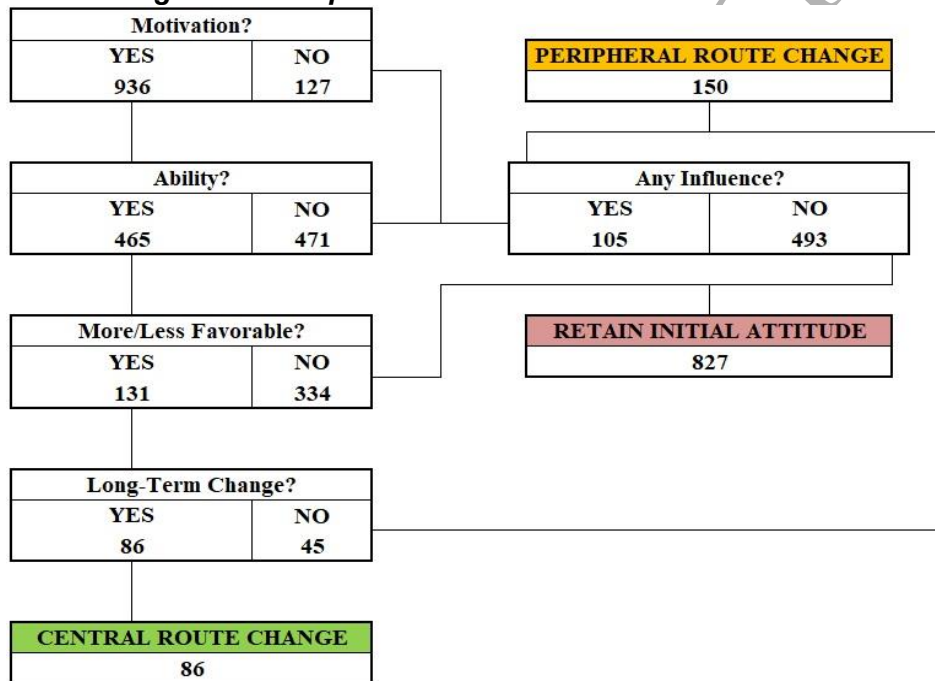 Motivation?
YES NO
936 127
PERIPHERAL ROUTE CHANGE
150
Ability?
YES NO
465 471
Any Influence?
YES NO
105 493
More/Less Favorable?
YES NO
131 334
RETAIN INITIAL ATTITUDE
827
Long-Term Change?
YES NO
86 45
CENTRAL ROUTE CHANGE
86